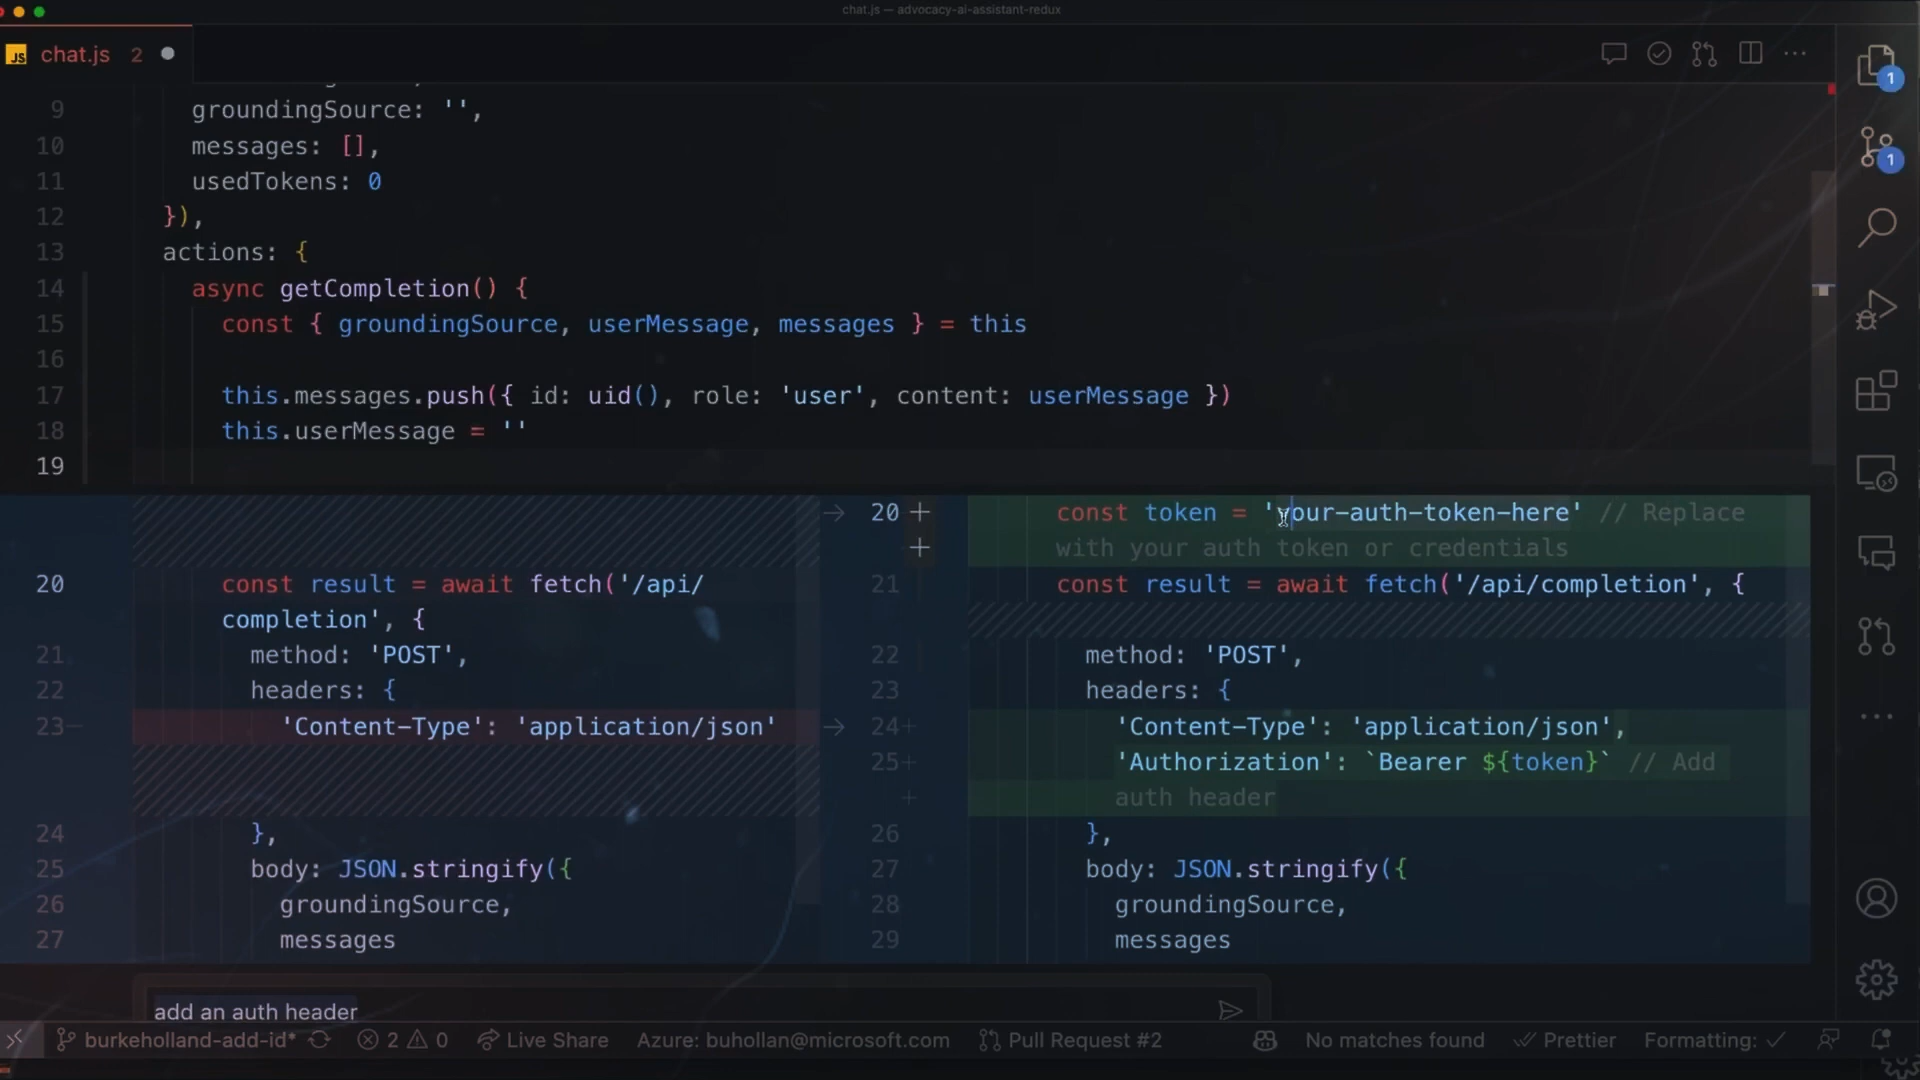 chat.js — advocacy-ai-assistant-redux
JS chat.js 2
9 groundingSource: '',
10 messages: [],
11 usedTokens: 0
12 }),
13 actions: {
14 async getCompletion() {
15 const { groundingSource, userMessage, messages } = this
16
17 this.messages.push({ id: uid(), role: 'user', content: userMessage })
18 this.userMessage = ''
19
20 const result = await fetch('/api/
completion', {
21 method: 'POST',
22 headers: {
23 'Content-Type': 'application/json'
24 },
25 body: JSON.stringify({
26 groundingSource,
27 messages
20 + const token = 'your-auth-token-here' // Replace
+ with your auth token or credentials
21 const result = await fetch('/api/completion', {
22 method: 'POST',
23 headers: {
24+ 'Content-Type': 'application/json',
25+ 'Authorization': `Bearer ${token}` // Add
+ auth header
26 },
27 body: JSON.stringify({
28 groundingSource,
29 messages
1
1
add an auth header
burkeholland-add-id* 2 0 Live Share Azure: buhollan@microsoft.com Pull Request #2 No matches found Prettier Formatting: ✓